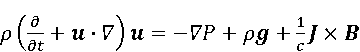 ρ(∂/∂t + u·∇)u = −∇P + ρg + 1/c J × B